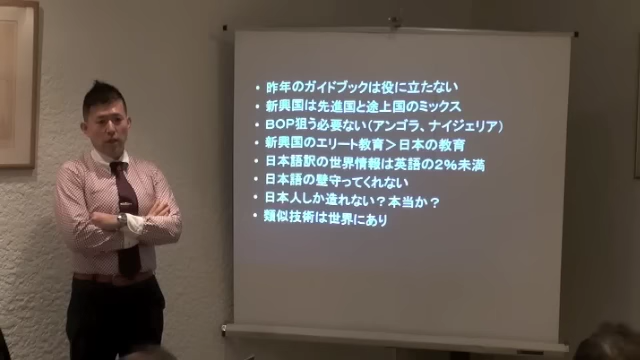 • 昨年のガイドブックは役に立たない
• 新興国は先進国と途上国のミックス
• BOP狙う必要ない(アンゴラ、ナイジェリア)
• 新興国のエリート教育>日本の教育
• 日本語訳の世界情報は英語の2%未満
• 日本語の壁守ってくれない
• 日本人しか造れない?本当か?
• 類似技術は世界にあり